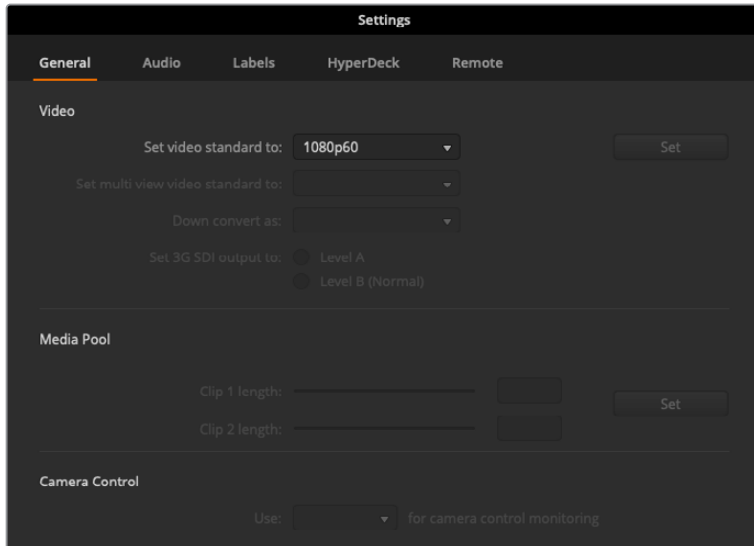 Settings
General Audio Labels HyperDeck Remote
Video
Set video standard to: 1080p60 Set
Set multi view video standard to:
Down convert as:
Set 3G SDI output to: Level A
Level B (Normal)
Media Pool
Clip 1 length:
Set
Clip 2 length:
Camera Control
Use: for camera control monitoring